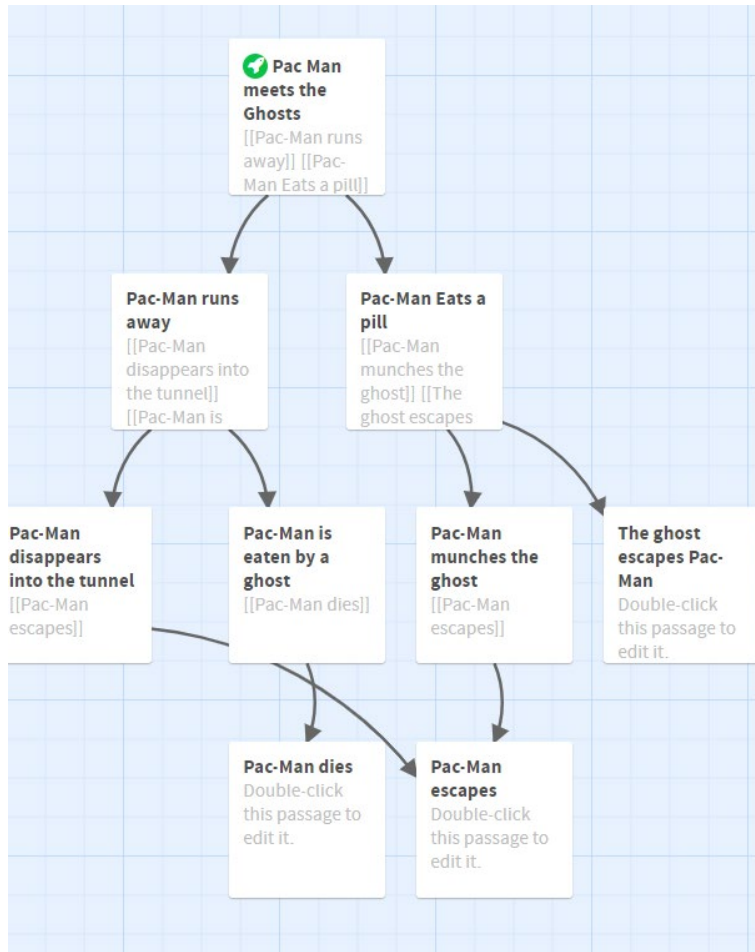 Pac Man
meets the
Ghosts
[[Pac-Man runs
away]] [[Pac-
Man Eats a pill]]
Pac-Man runs
away
[[Pac-Man
disappears into
the tunnel]]
[[Pac-Man is
Pac-Man Eats a
pill
[[Pac-Man
munches the
ghost]] [[The
ghost escapes
Pac-Man
disappears
into the tunnel
[[Pac-Man
escapes]]
Pac-Man is
eaten by a
ghost
[[Pac-Man dies]]
Pac-Man
munches the
ghost
[[Pac-Man
escapes]]
The ghost
escapes Pac-
Man
Double-click
this passage to
edit it.
Pac-Man dies
Double-click
this passage to
edit it.
Pac-Man
escapes
Double-click
this passage to
edit it.